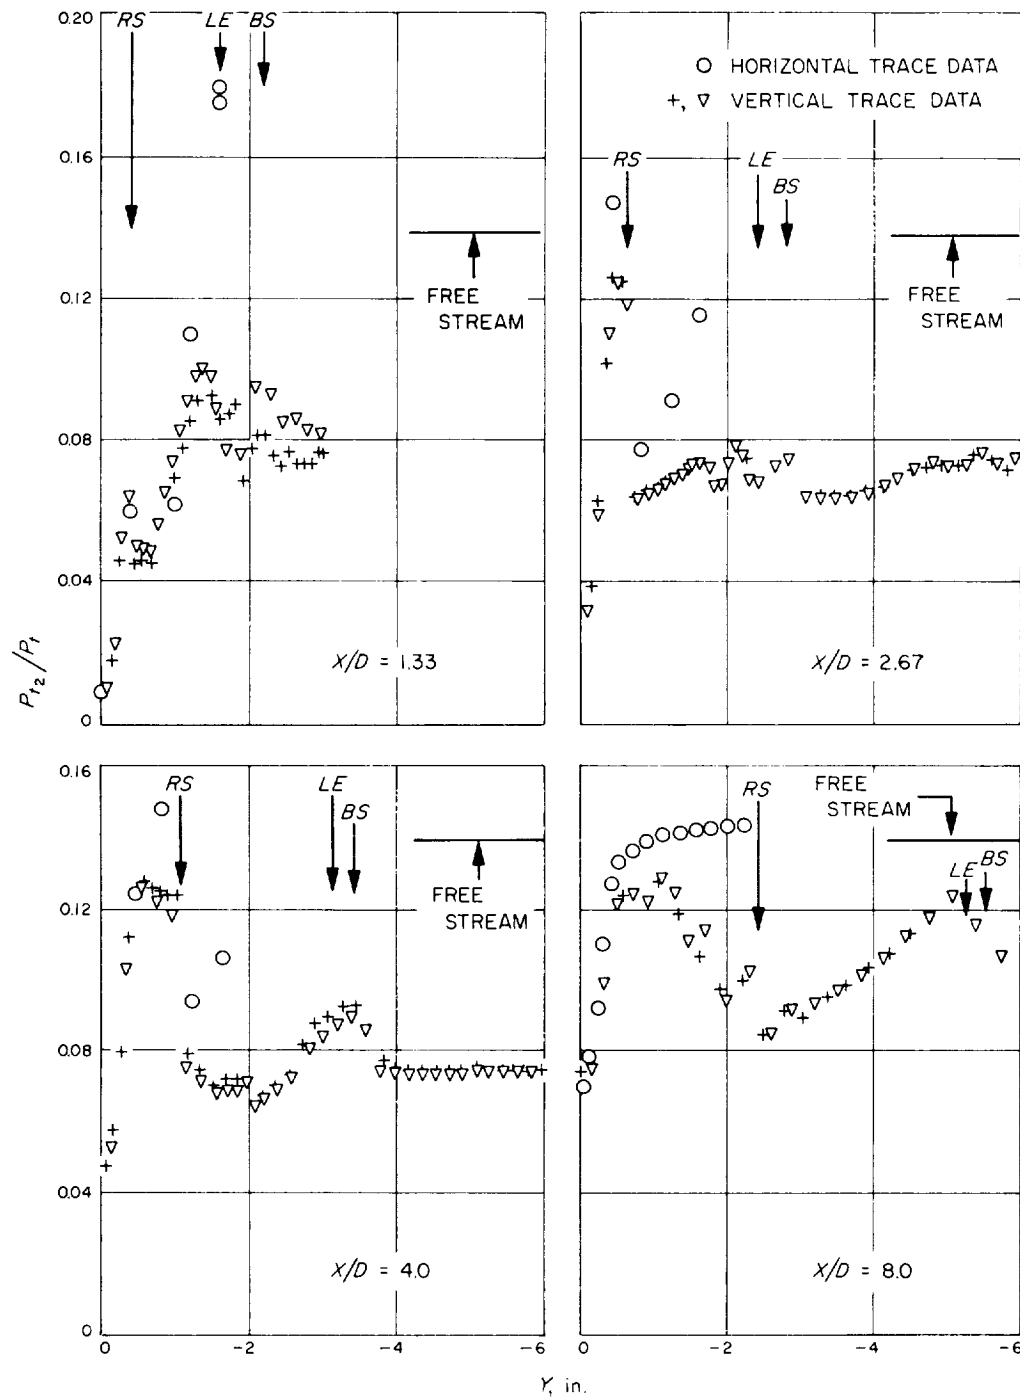 RS LE BS
0.20
0.16
0.12
0.08
0.04
0
FREE
STREAM
X/D = 1.33
○ HORIZONTAL TRACE DATA
+, ▽ VERTICAL TRACE DATA
RS LE BS
FREE
STREAM
X/D = 2.67
P_{t_2}/P_t
RS LE BS
0.16
0.12
0.08
0.04
0
FREE
STREAM
X/D = 4.0
0 -2 -4 -6
FREE
STREAM
RS
LE BS
X/D = 8.0
0 -2 -4 -6
Y, in.